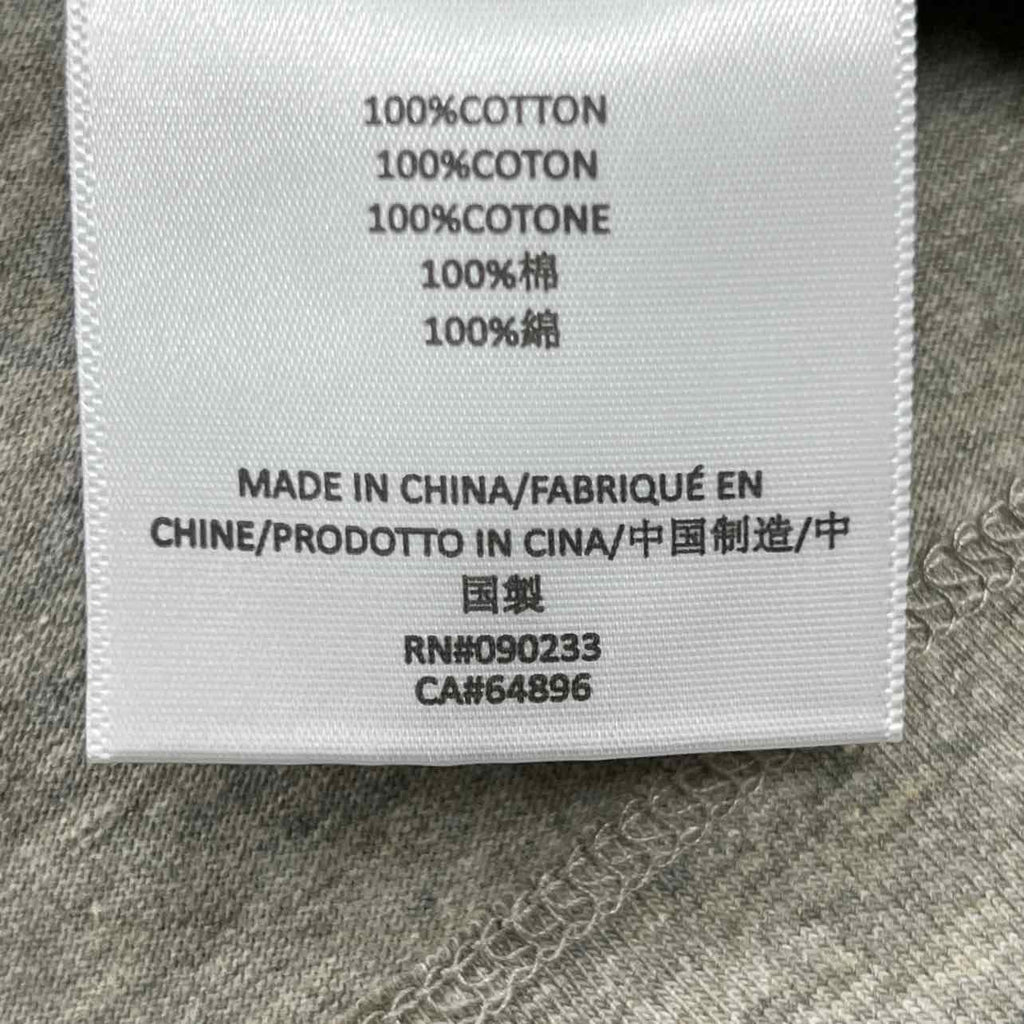 100%COTTON
100%COTON
100%COTONE
100%棉
100%綿
MADE IN CHINA/FABRIQUÉ EN
CHINE/PRODOTTO IN CINA/中国制造/中
国製
RN#090233
CA#64896